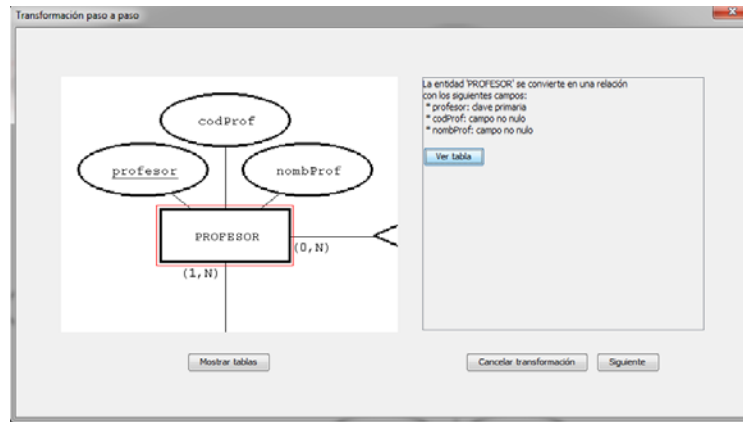 Transformación paso a paso
codProf
profesor
nombProf
PROFESOR
(0,N)
(1,N)
La entidad 'PROFESOR' se convierte en una relación
con los siguientes campos:
* profesor: clave primaria
* codProf: campo no nulo
* nombProf: campo no nulo
Ver tabla
Mostrar tablas
Cancelar transformación
Siguiente